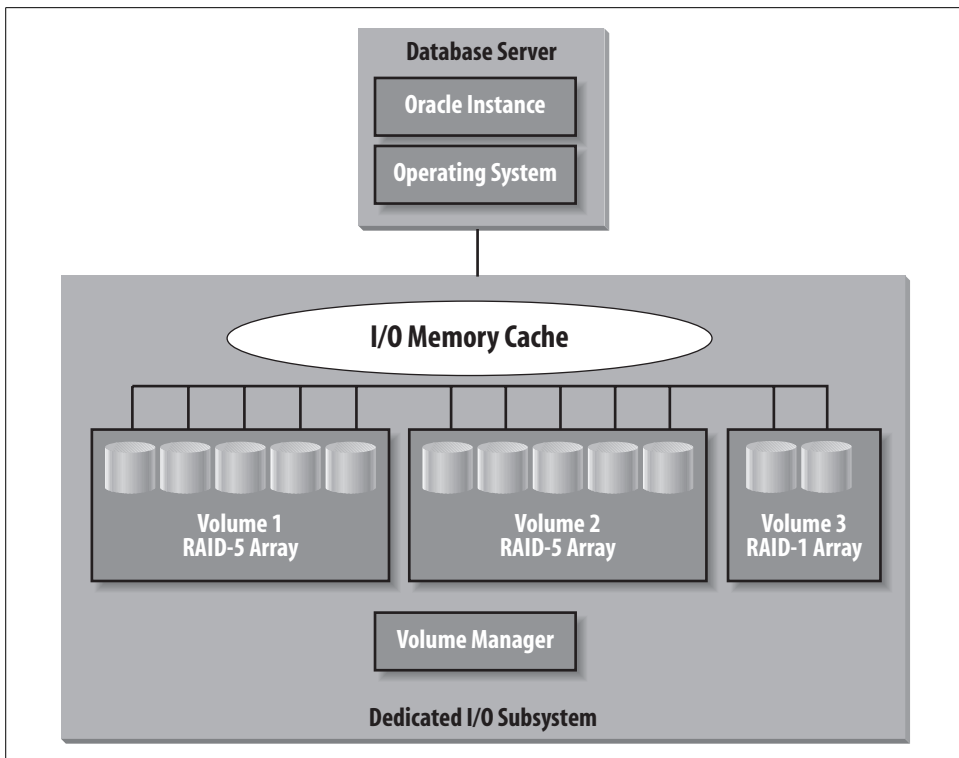 Database Server
Oracle Instance
Operating System
I/O Memory Cache
Volume 1
RAID-5 Array
Volume 2
RAID-5 Array
Volume 3
RAID-1 Array
Volume Manager
Dedicated I/O Subsystem